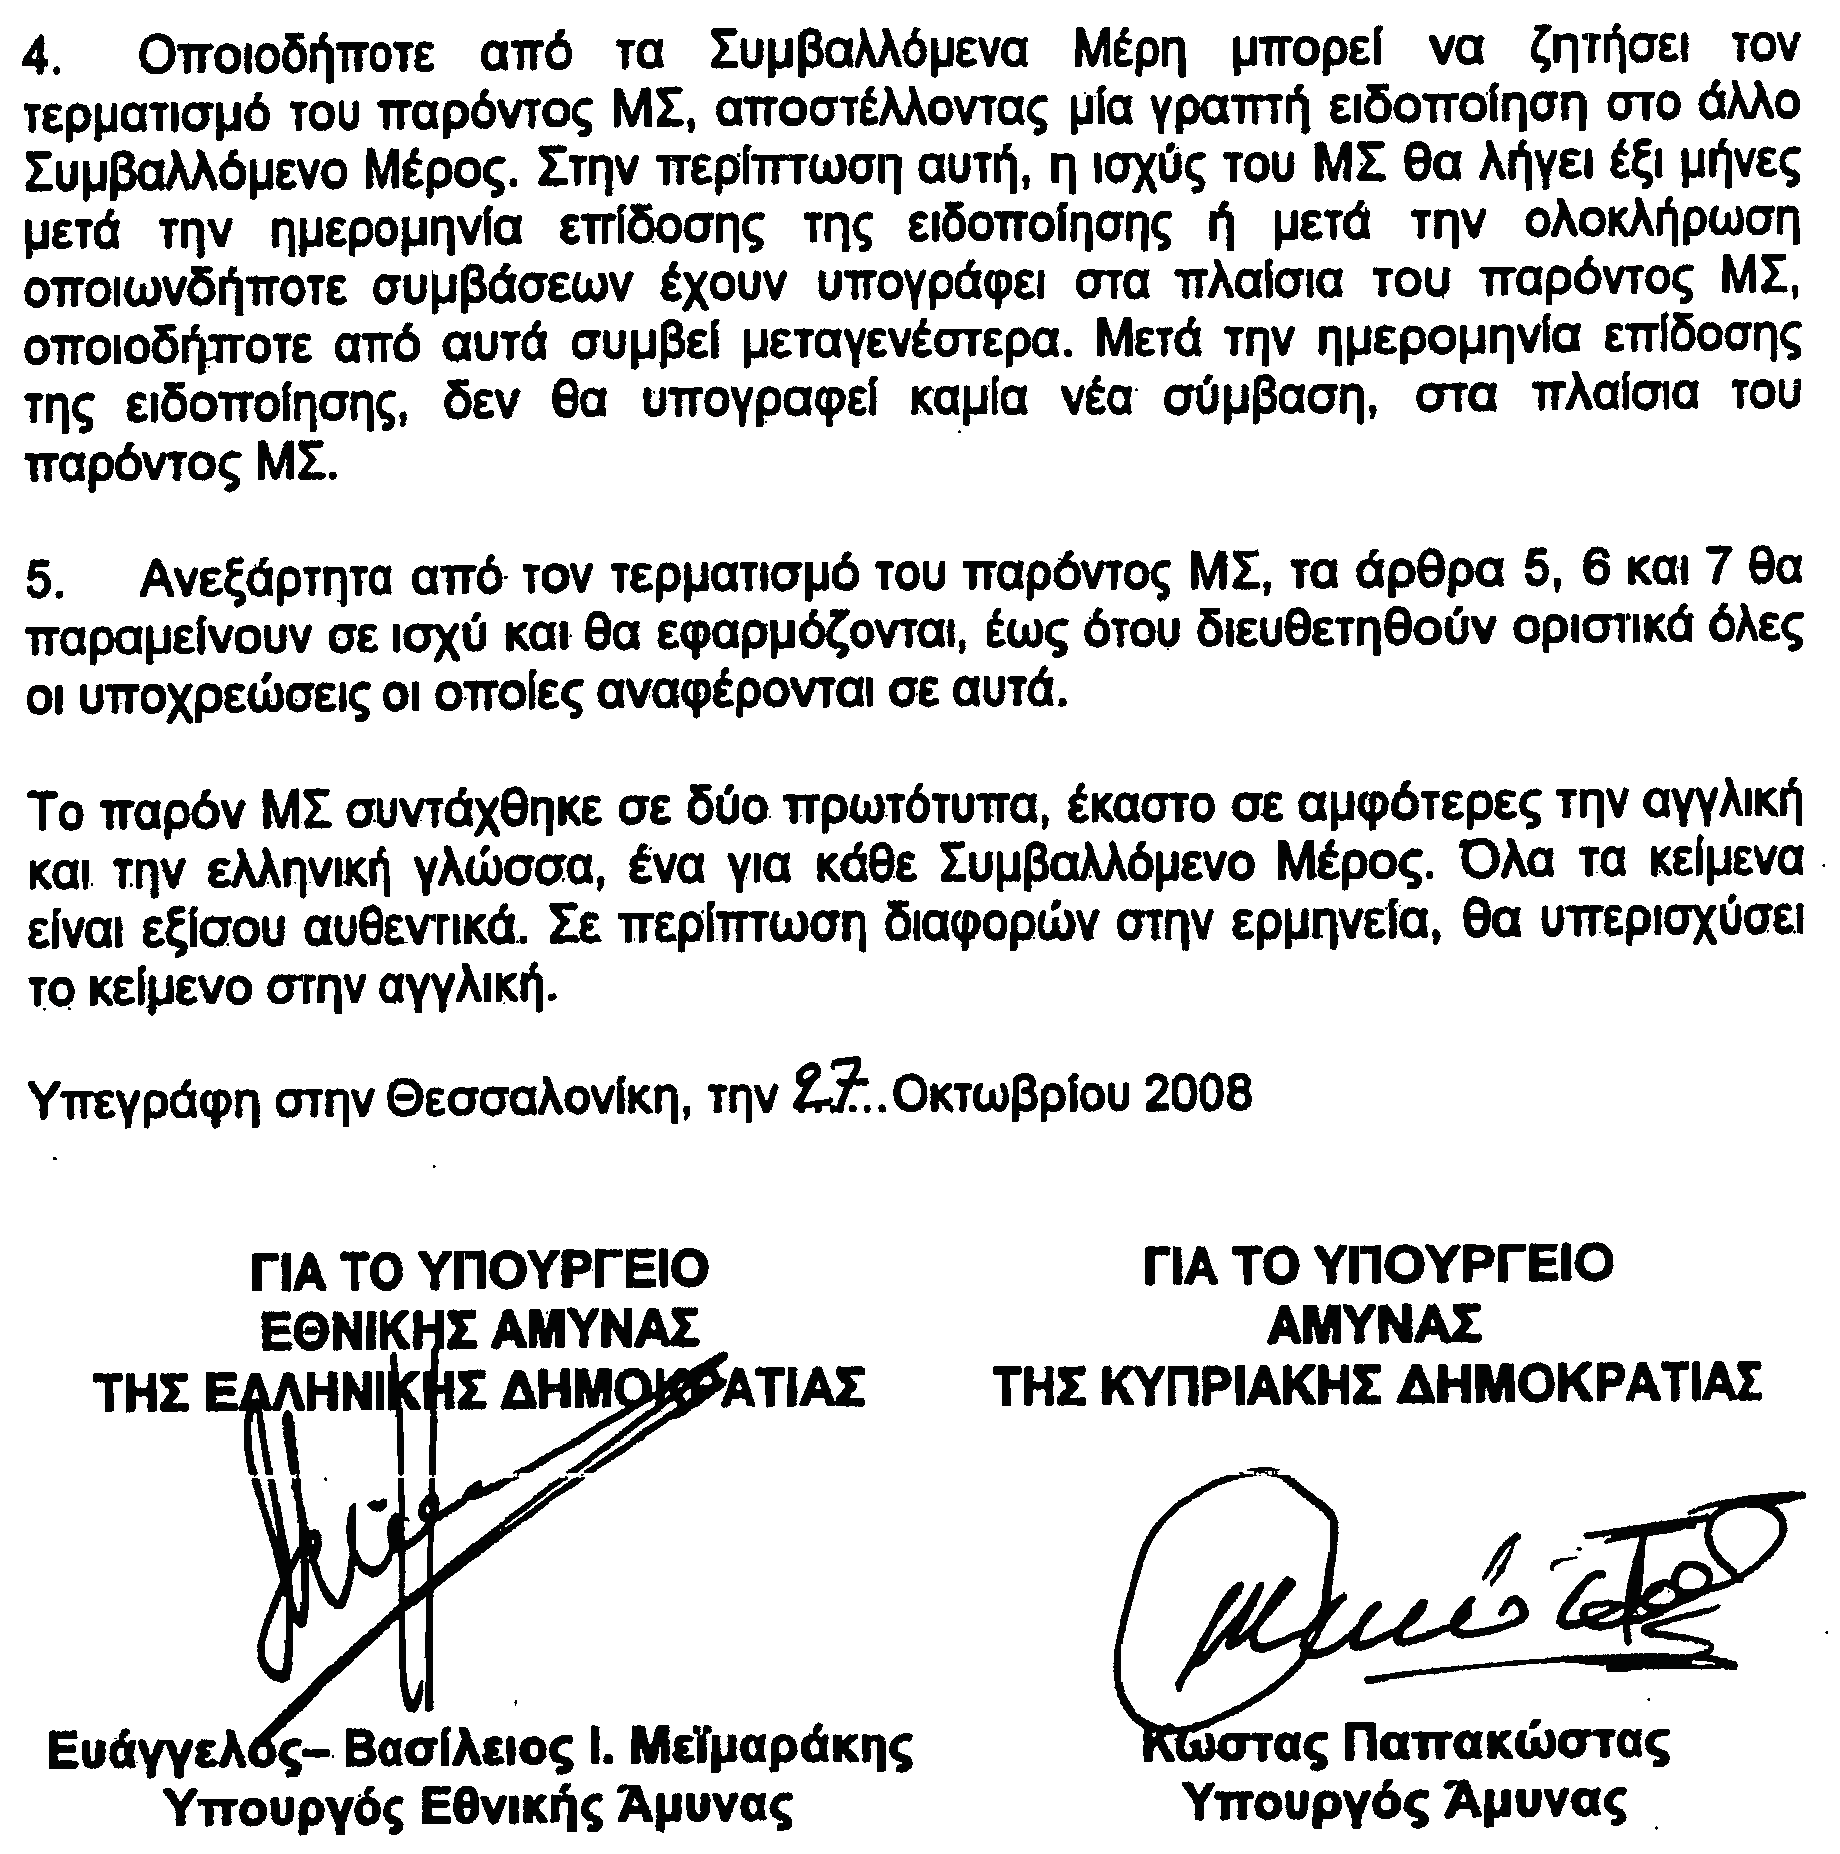 4. Οποιοδήποτε από τα Συμβαλλόμενα Μέρη μπορεί να ζητήσει τον
τερματισμό του παρόντος ΜΣ, αποστέλλοντας μία γραπτή ειδοποίηση στο άλλο
Συμβαλλόμενο Μέρος. Στην περίπτωση αυτή, η ισχύς του ΜΣ θα λήγει έξι μήνες
μετά την ημερομηνία επίδοσης της ειδοποίησης ή μετά την ολοκλήρωση
οποιωνδήποτε συμβάσεων έχουν υπογράφει στα πλαίσια του παρόντος ΜΣ,
οποιοδήποτε από αυτά συμβεί μεταγενέστερα. Μετά την ημερομηνία επίδοσης
της ειδοποίησης, δεν θα υπογραφεί καμία νέα σύμβαση, στα πλαίσια του
παρόντος ΜΣ.
5. Ανεξάρτητα από τον τερματισμό του παρόντος ΜΣ, τα άρθρα 5, 6 και 7 θα
παραμείνουν σε ισχύ και θα εφαρμόζονται, έως ότου διευθετηθούν οριστικά όλες
οι υποχρεώσεις οι οποίες αναφέρονται σε αυτά.
Το παρόν ΜΣ συντάχθηκε σε δύο πρωτότυπα, έκαστο σε αμφότερες την αγγλική
και την ελληνική γλώσσα, ένα για κάθε Συμβαλλόμενο Μέρος. Όλα τα κείμενα
είναι εξίσου αυθεντικά. Σε περίπτωση διαφορών στην ερμηνεία, θα υπερισχύσει
το κείμενο στην αγγλική.
Υπεγράφη στην Θεσσαλονίκη, την 27... Οκτωβρίου 2008
ΓΙΑ ΤΟ ΥΠΟΥΡΓΕΙΟ
ΕΘΝΙΚΗΣ ΑΜΥΝΑΣ
ΤΗΣ ΕΛΛΗΝΙΚΗΣ ΔΗΜΟΚΡΑΤΙΑΣ
Ευάγγελος– Βασίλειος Ι. Μεϊμαράκης
Υπουργός Εθνικής Άμυνας
ΓΙΑ ΤΟ ΥΠΟΥΡΓΕΙΟ
ΑΜΥΝΑΣ
ΤΗΣ ΚΥΠΡΙΑΚΗΣ ΔΗΜΟΚΡΑΤΙΑΣ
Κώστας Παπακώστας
Υπουργός Άμυνας